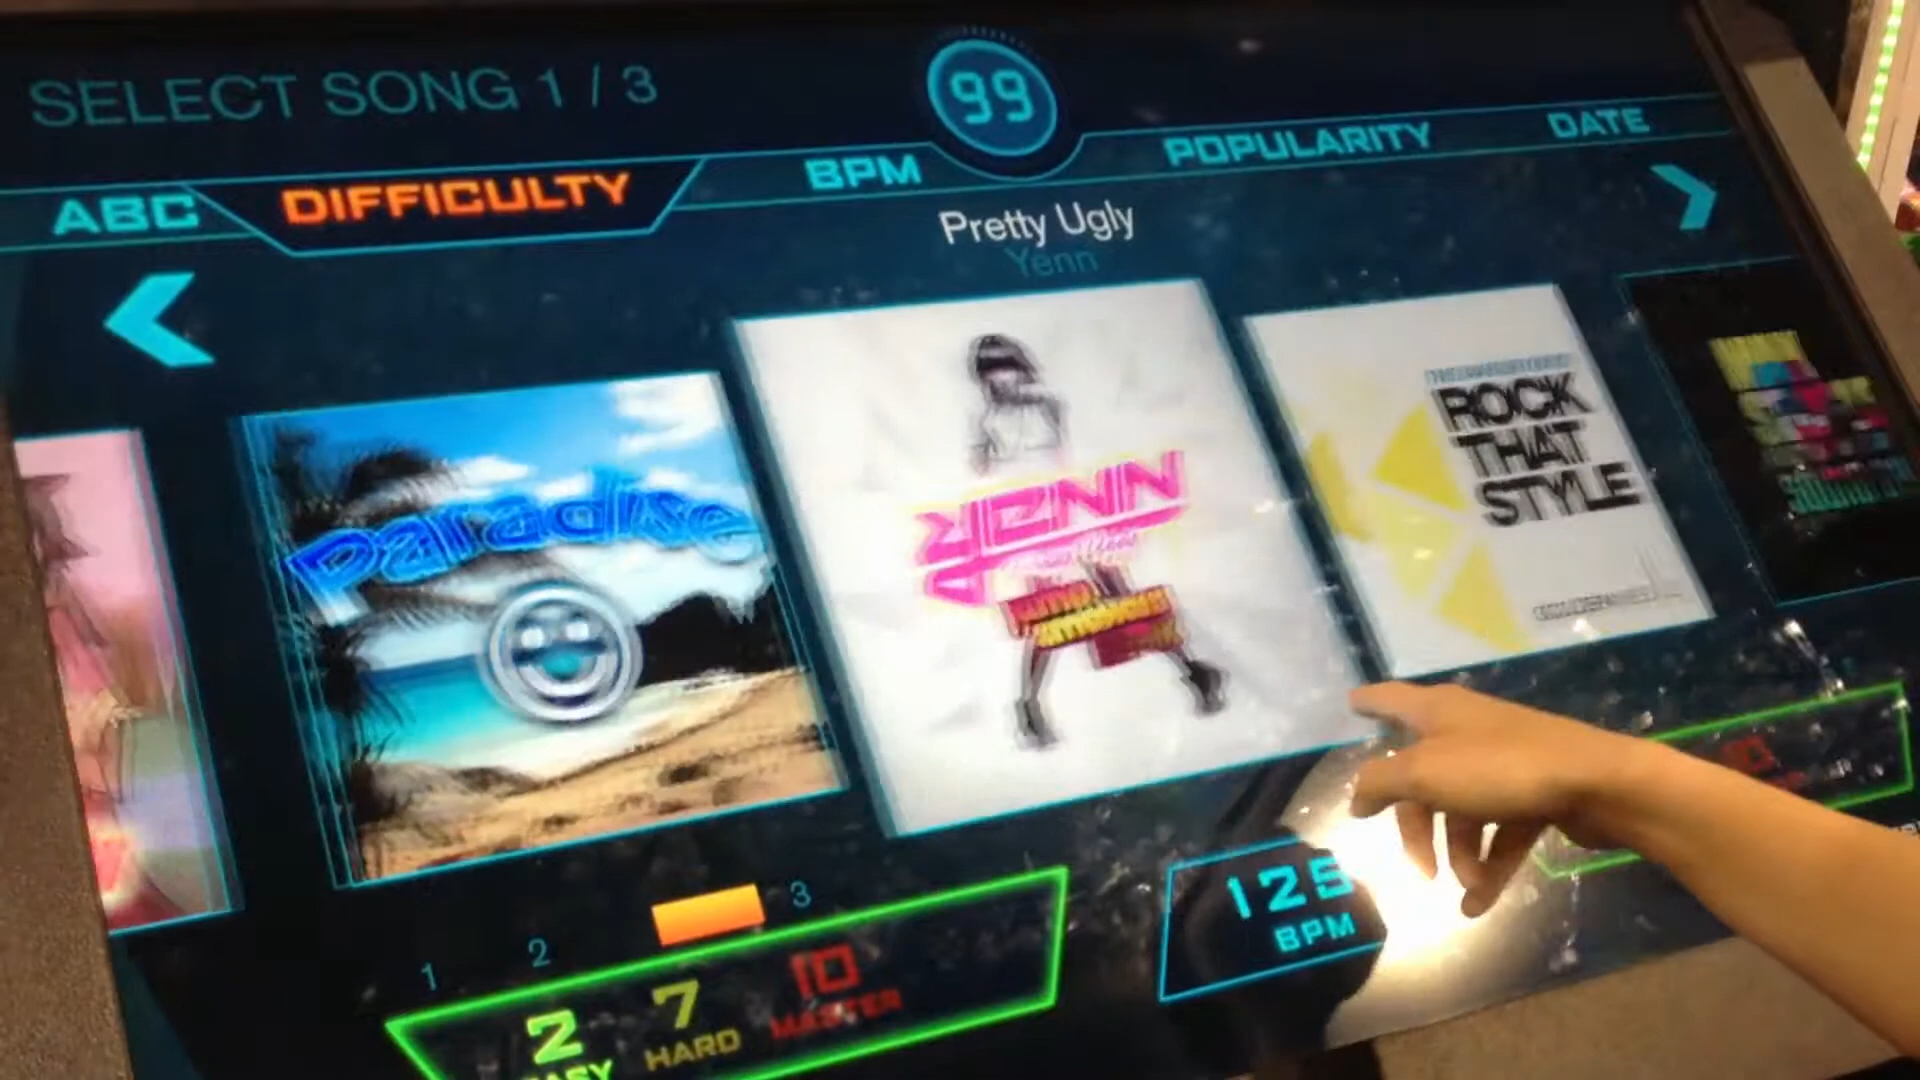 SELECT SONG 1 / 3
99
ABC
DIFFICULTY
BPM
POPULARITY
DATE
Pretty Ugly
Yenn
Paradise
YENN
ROCK
THAT
STYLE
1
2
3
2
EASY
7
HARD
10
MASTER
125
BPM